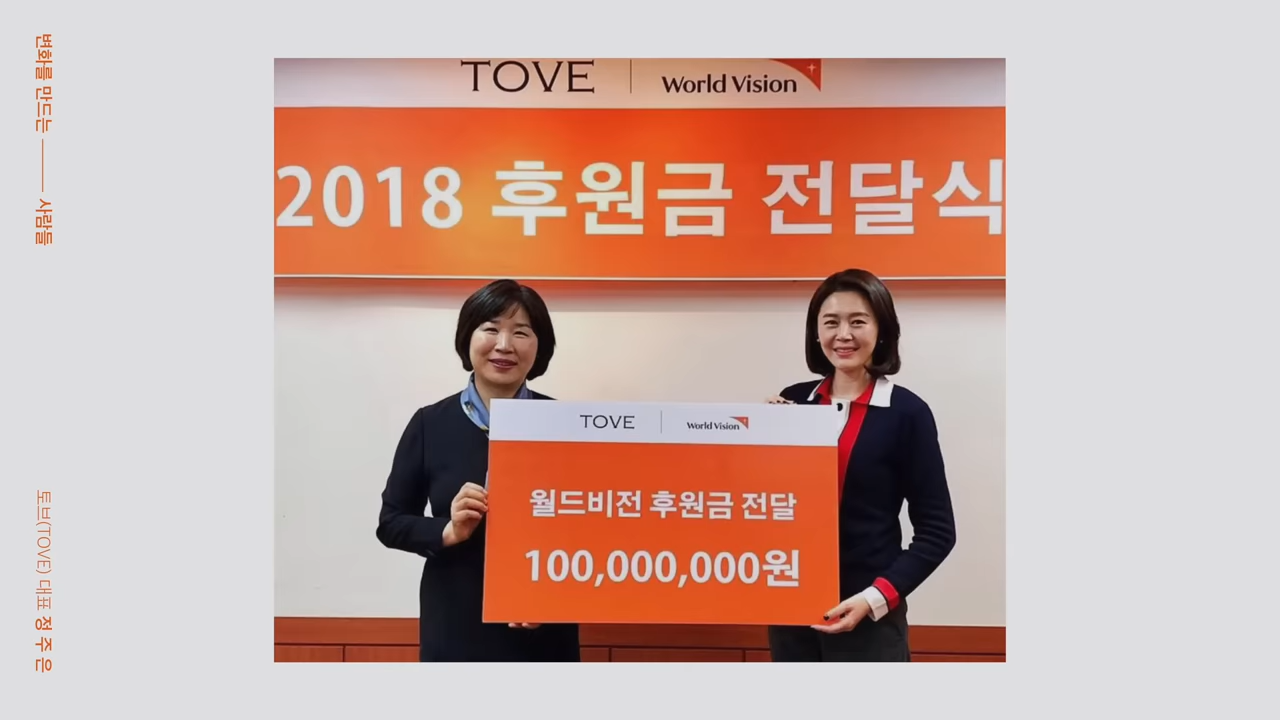 변화를 만드는 —— 사람들
토브(TOVE) 대표 정주은
TOVE | World Vision
2018 후원금 전달식
TOVE | World Vision
월드비전 후원금 전달
100,000,000원